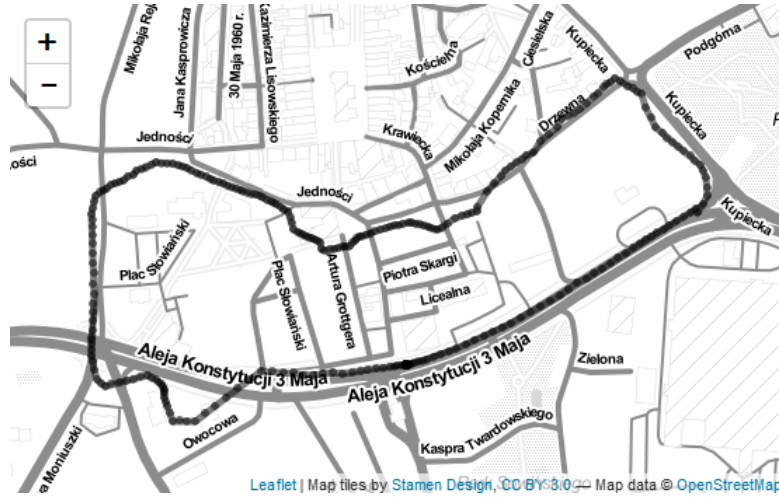 +
−
Mikołaja Rej
Jana Kasprowicza
30 Maja 1960 r.
Kazimierza Lisowskiego
Kościelna
Ciesielska
Kupiecka
Podgórna
Jedności
ości
Krawiecka
Mikołaja Kopernika
Drzewna
Kupiecka
Jedności
Kupiecka
Plac Słowiański
Plac Słowiański
Artura Grottgera
Piotra Skargi
Licealna
Aleja Konstytucji 3 Maja
Aleja Konstytucji 3 Maja
Zielona
Owocowa
Kaspra Twardowskiego
wa Moniuszki
Leaflet | Map tiles by Stamen Design, CC BY 3.0 — Map data © OpenStreetMap